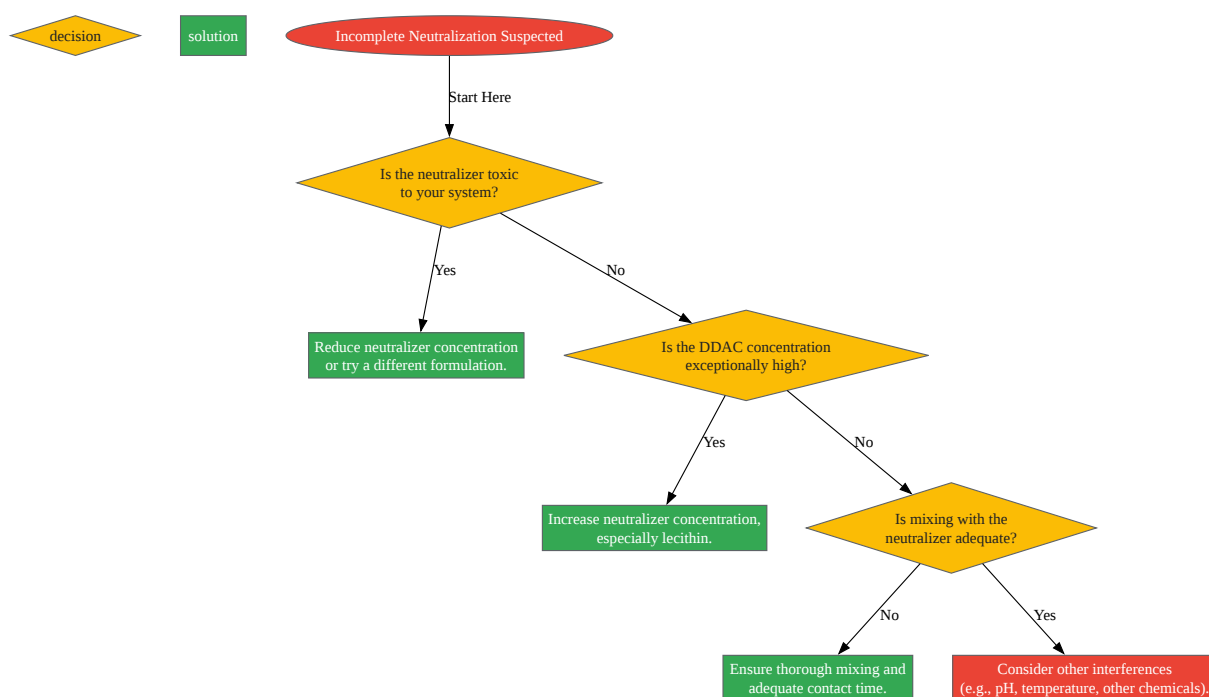 decision
solution
Incomplete Neutralization Suspected
Start Here
Is the neutralizer toxic
to your system?
Yes
No
Reduce neutralizer concentration
or try a different formulation.
Is the DDAC concentration
exceptionally high?
Yes
No
Increase neutralizer concentration,
especially lecithin.
Is mixing with the
neutralizer adequate?
No
Yes
Ensure thorough mixing and
adequate contact time.
Consider other interferences
(e.g., pH, temperature, other chemicals).